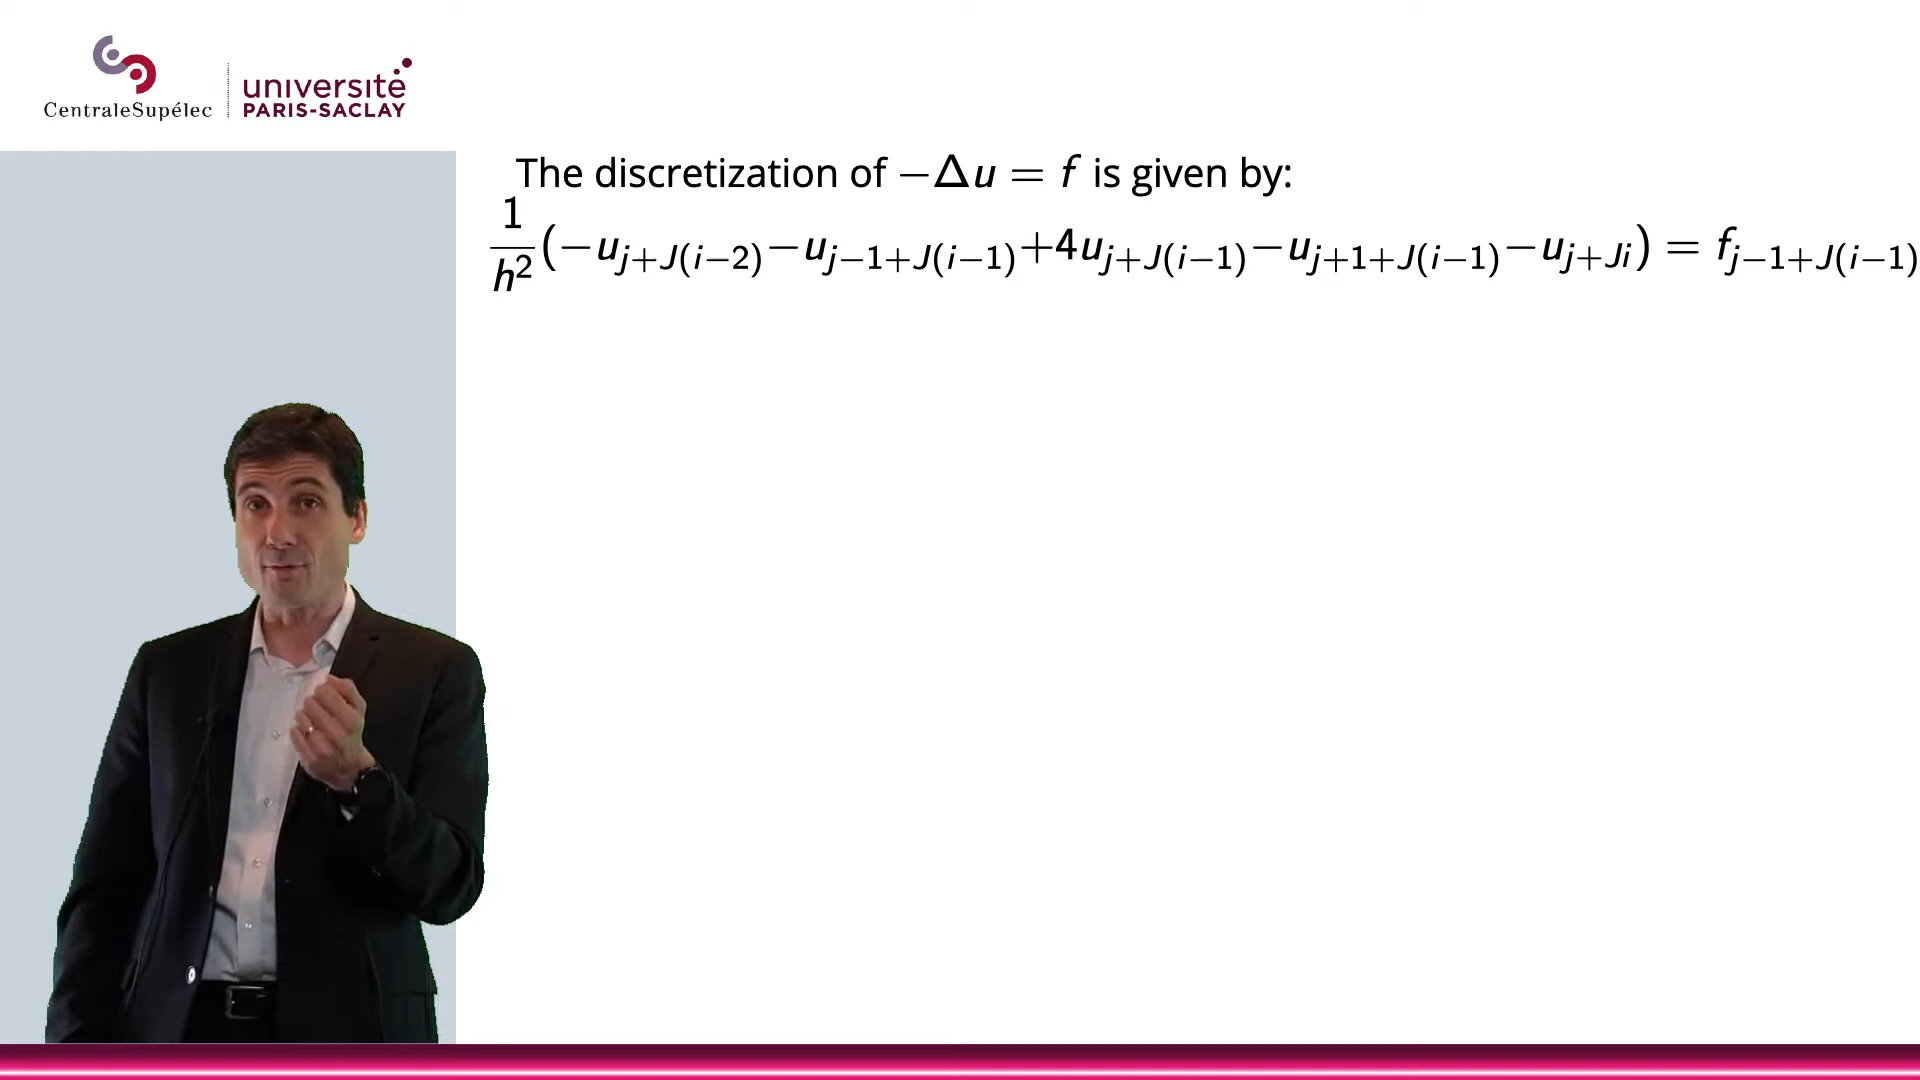 CentraleSupélec
université
PARIS-SACLAY
The discretization of −Δu = f is given by:
1/h² (−u_{j+J(i−2)} − u_{j−1+J(i−1)} + 4u_{j+J(i−1)} − u_{j+1+J(i−1)} − u_{j+Ji}) = f_{j−1+J(i−1)}